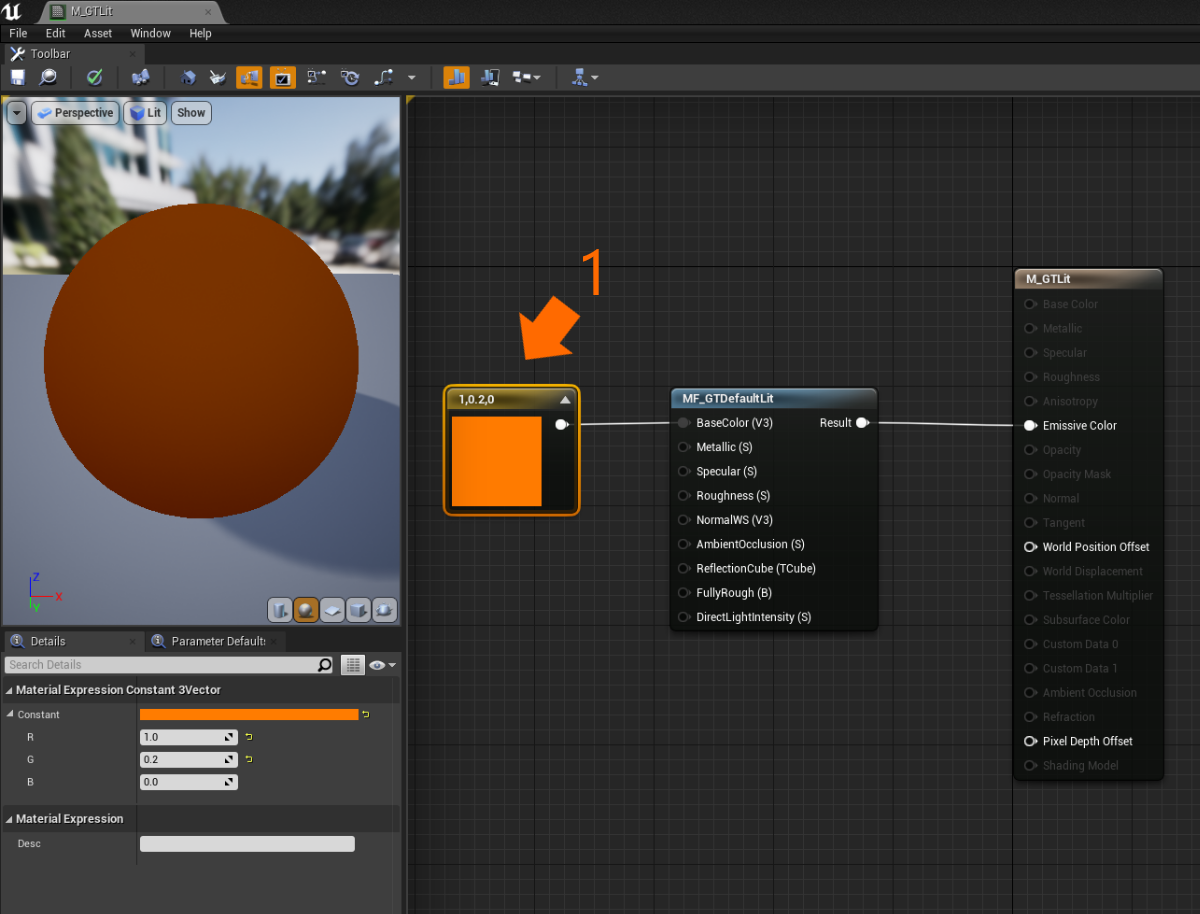 M_GTLit
File Edit Asset Window Help
Toolbar
Perspective Lit Show
1
Z
X
Y
1,0.2,0
MF_GTDefaultLit
BaseColor (V3) Result
Metallic (S)
Specular (S)
Roughness (S)
NormalWS (V3)
AmbientOcclusion (S)
ReflectionCube (TCube)
FullyRough (B)
DirectLightIntensity (S)
M_GTLit
Base Color
Metallic
Specular
Roughness
Anisotropy
Emissive Color
Opacity
Opacity Mask
Normal
Tangent
World Position Offset
World Displacement
Tessellation Multiplier
Subsurface Color
Custom Data 0
Custom Data 1
Ambient Occlusion
Refraction
Pixel Depth Offset
Shading Model
Details Parameter Defaults
Search Details
Material Expression Constant 3Vector
Constant
R 1.0
G 0.2
B 0.0
Material Expression
Desc